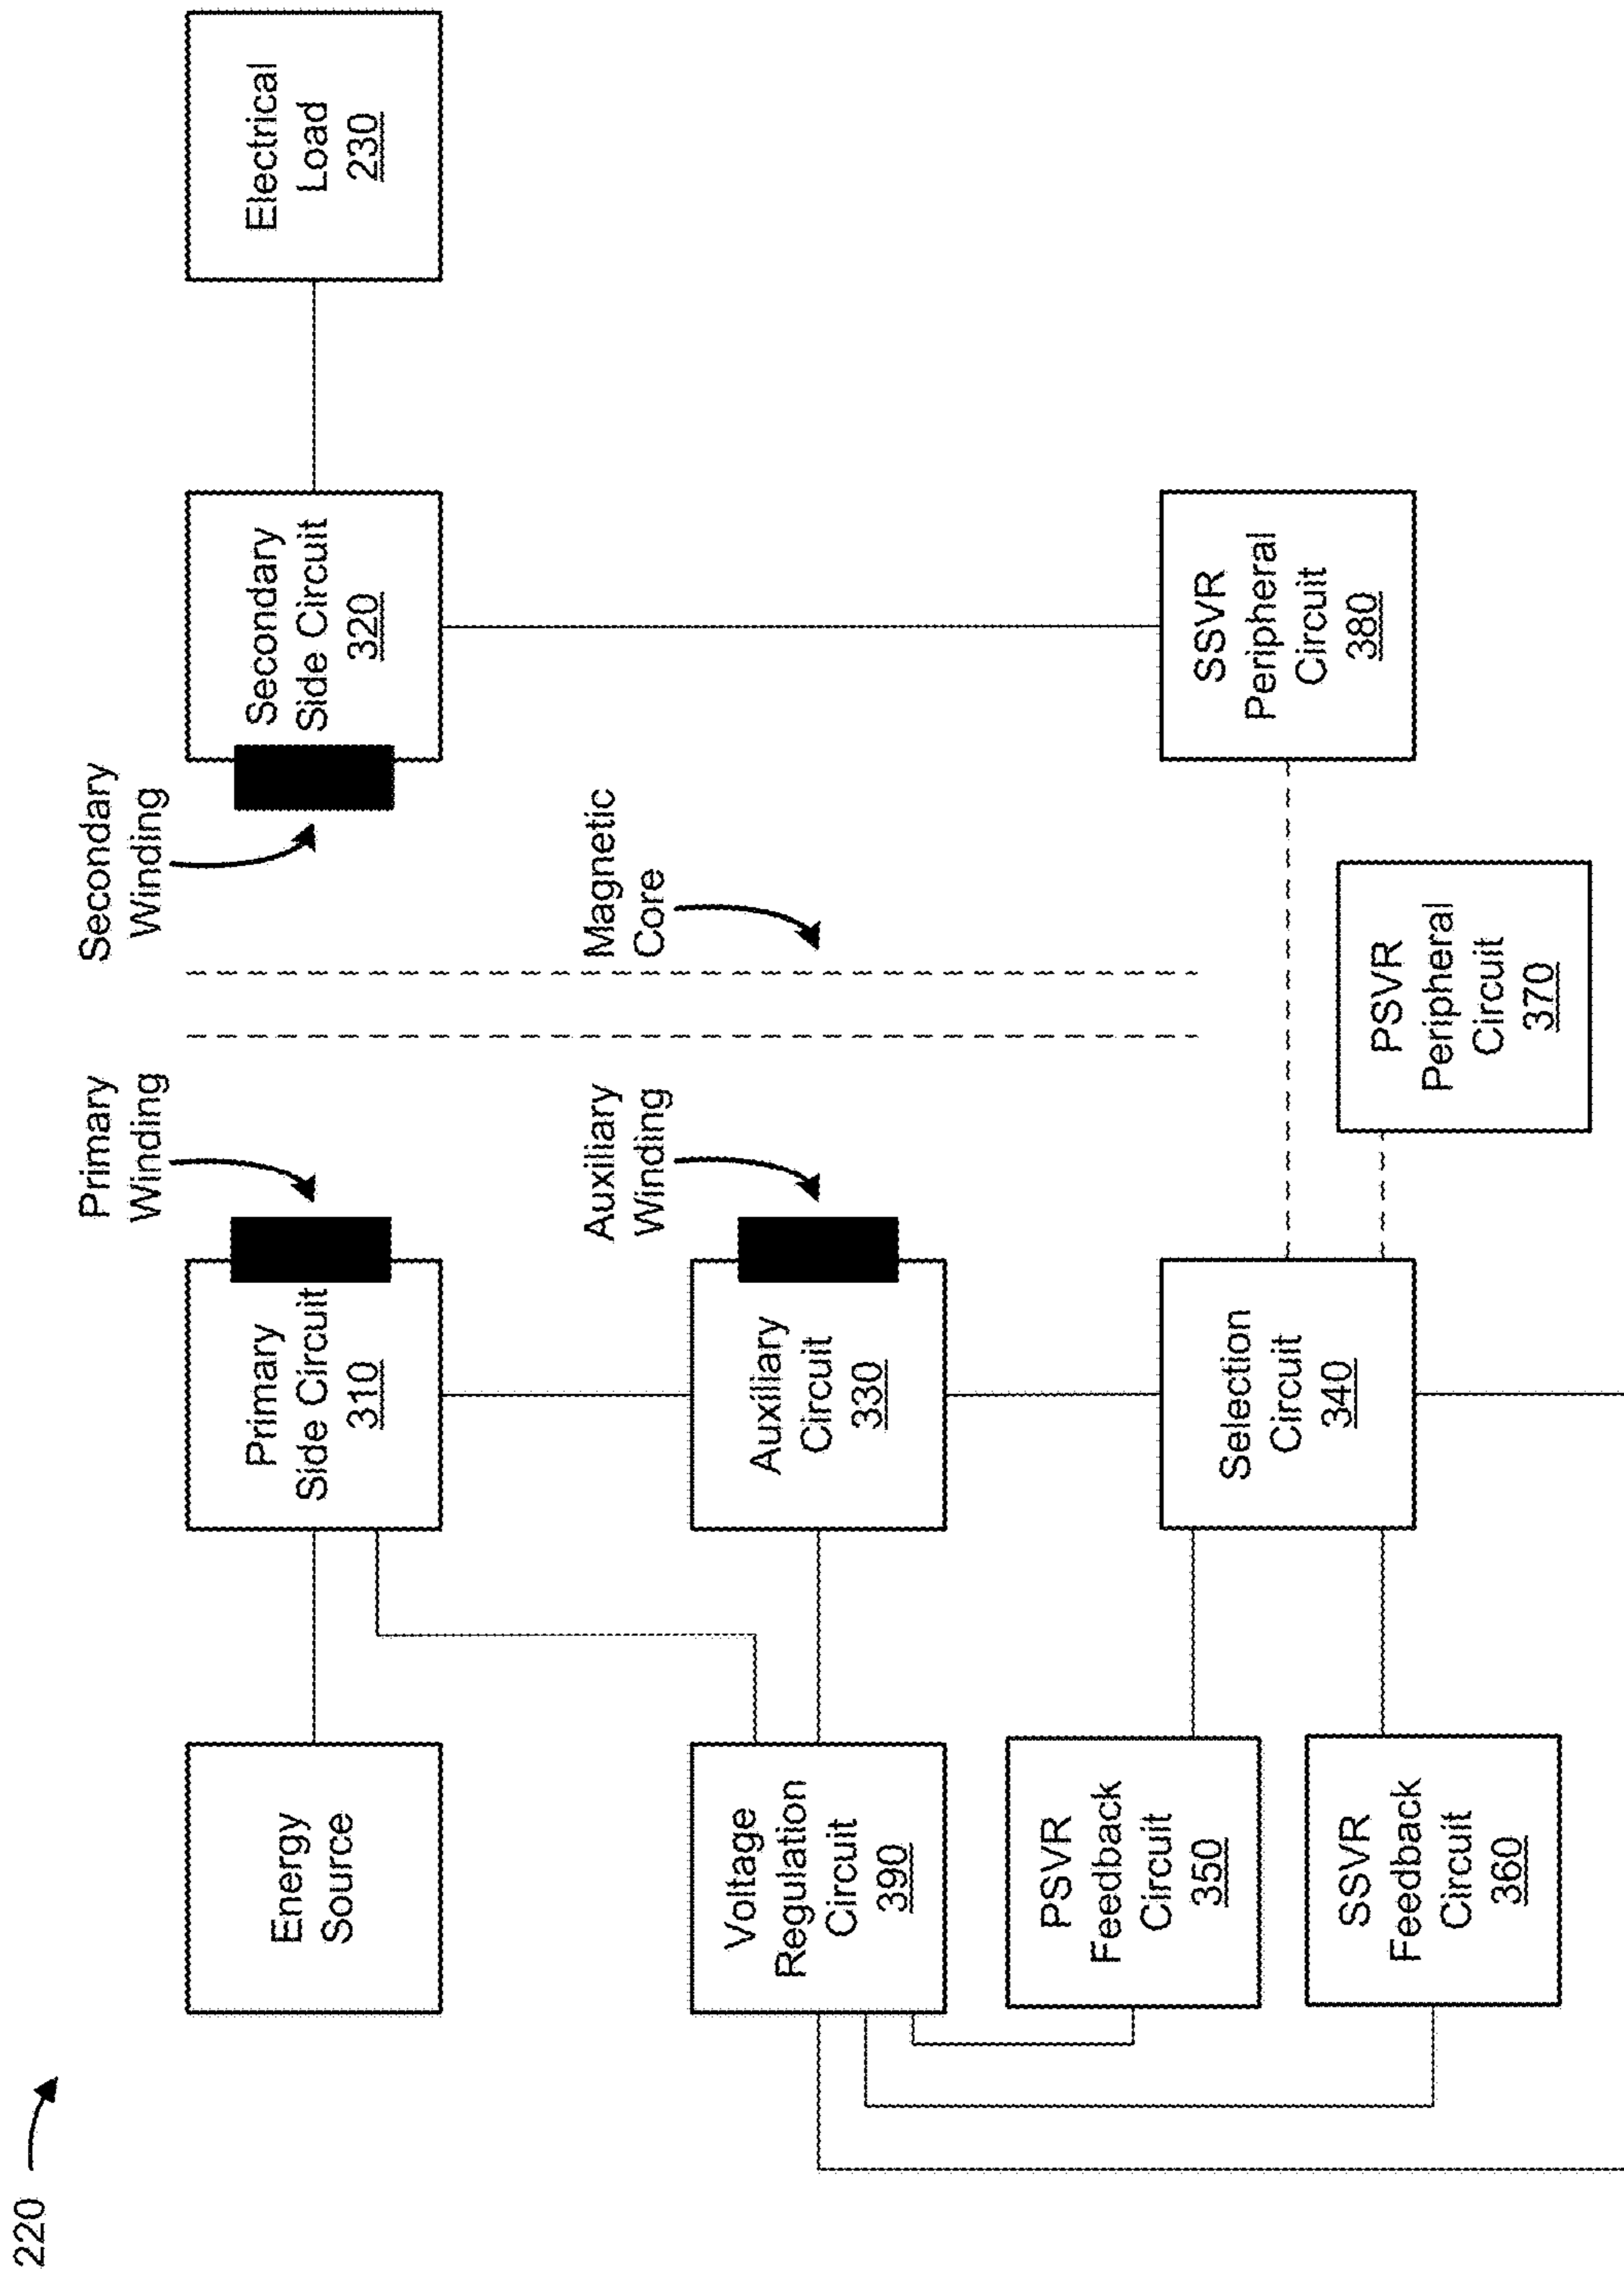 220
Primary
Winding
Secondary
Winding
Energy
Source
Primary
Side Circuit
310
Secondary
Side Circuit
320
Electrical
Load
230
Auxiliary
Winding
Magnetic
Core
Voltage
Regulation
Circuit
390
Auxiliary
Circuit
330
PSVR
Feedback
Circuit
350
Selection
Circuit
340
SSVR
Peripheral
Circuit
380
SSVR
Feedback
Circuit
360
PSVR
Peripheral
Circuit
370